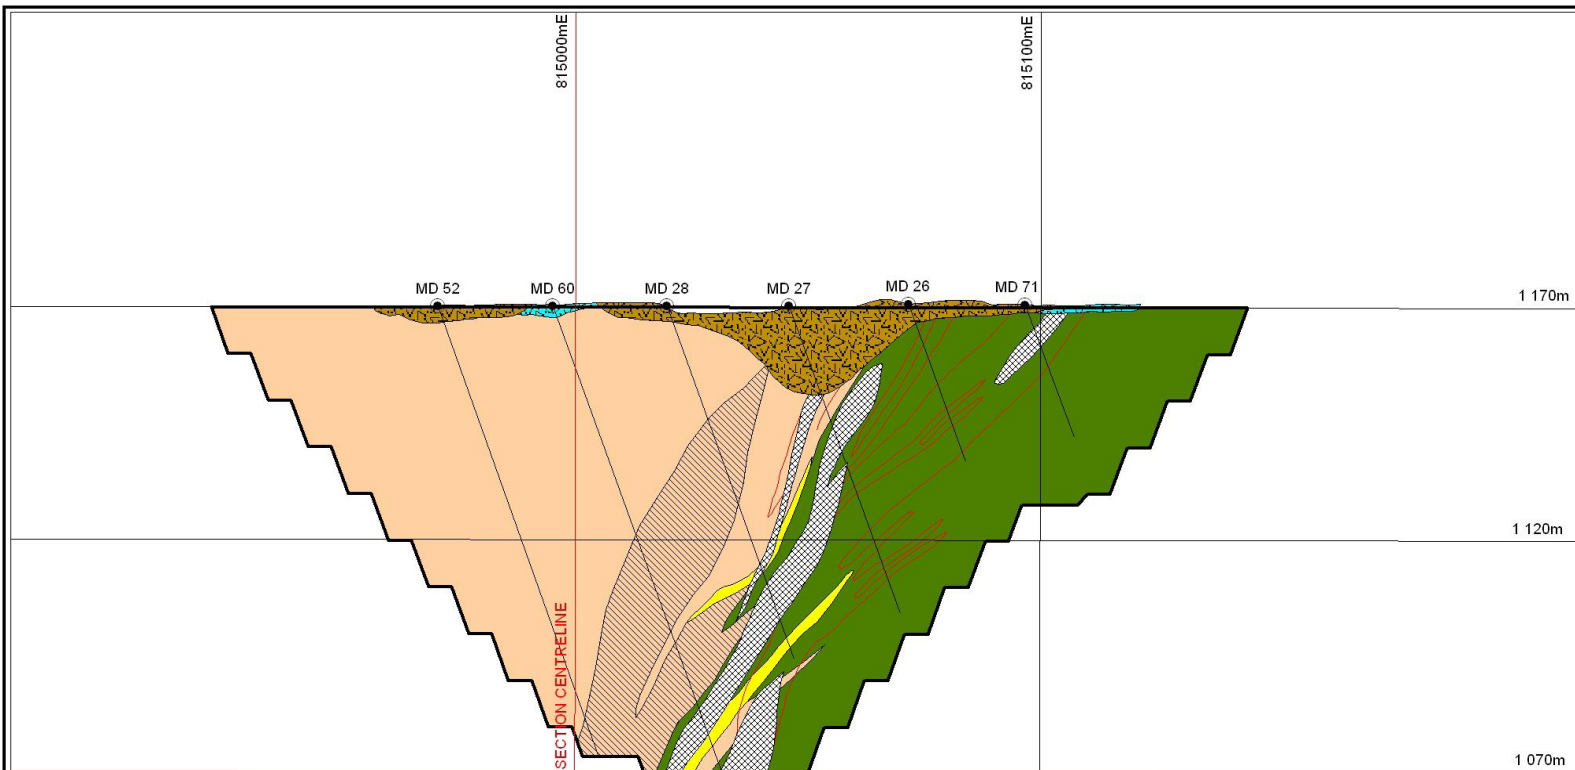 815000mE
815100mE
MD 52
MD 60
MD 28
MD 27
MD 26
MD 71
1 170m
1 120m
SECTION CENTRELINE
1 070m